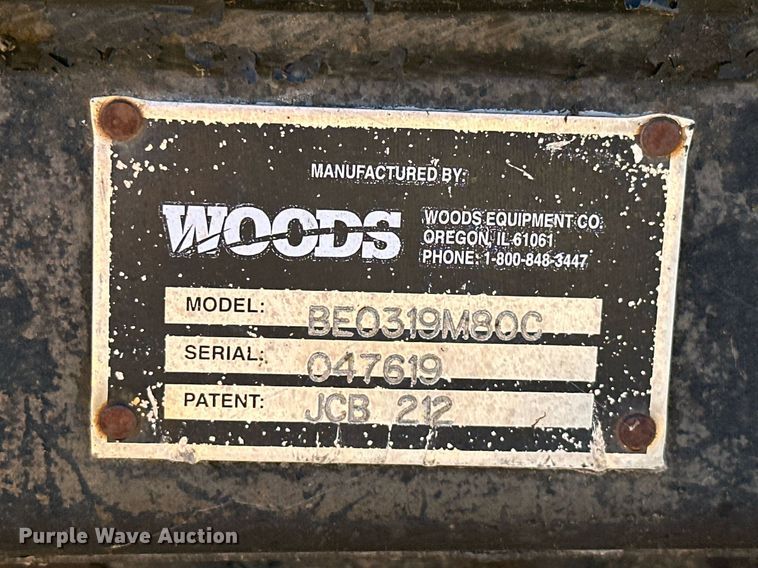 MANUFACTURED BY:
WOODS
WOODS EQUIPMENT CO
OREGON, IL 61061
PHONE: 1-800-848-3447
MODEL: BE0319M80C
SERIAL: 047619
PATENT: JCB 212
Purple Wave Auction